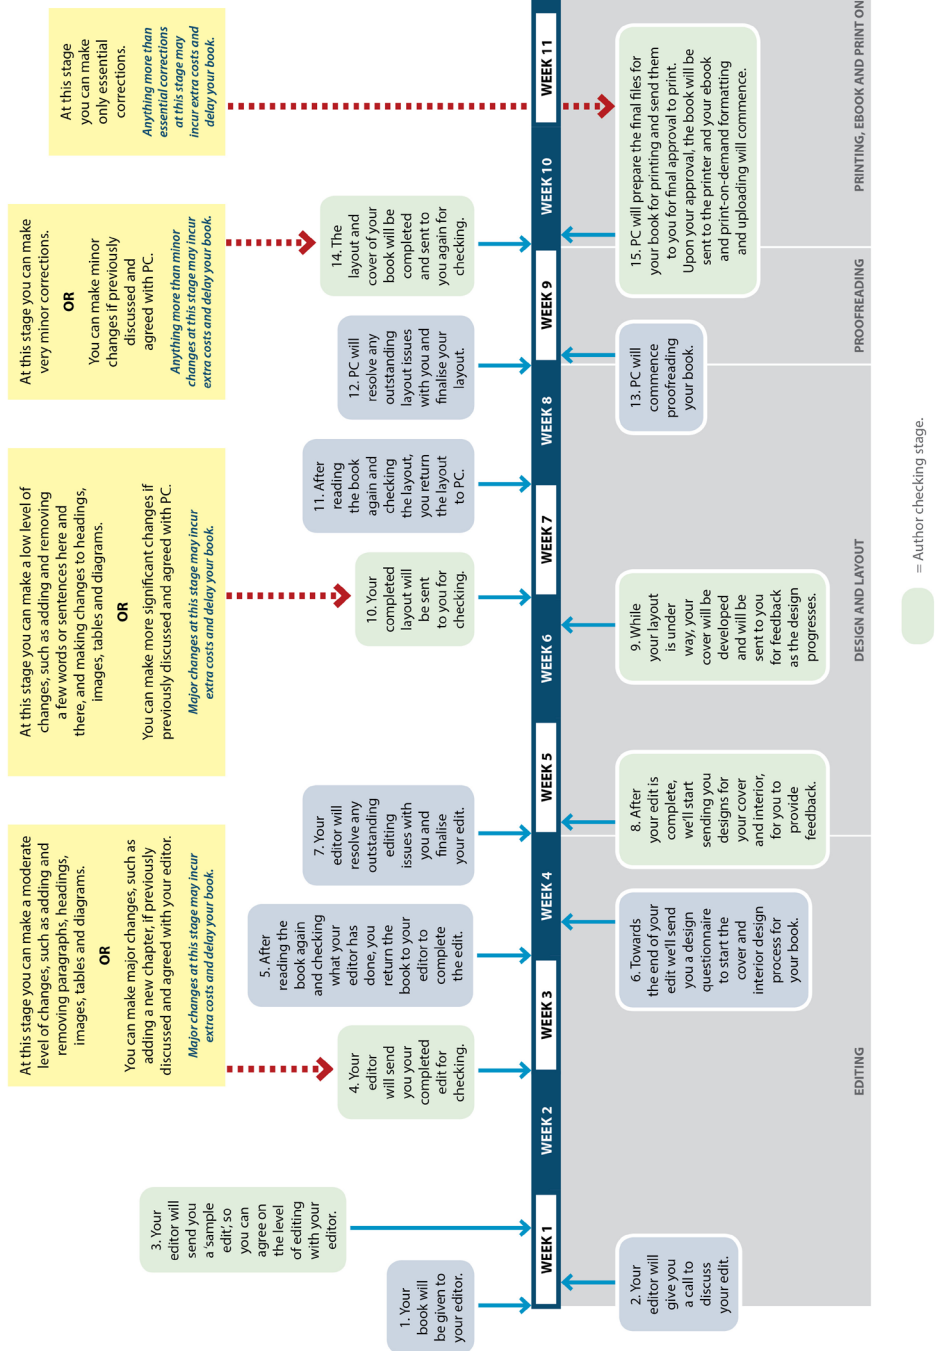 At this stage you can make a moderate
level of changes, such as adding and
removing paragraphs, headings,
images, tables and diagrams.
OR
You can make major changes, such as
adding a new chapter, if previously
discussed and agreed with your editor.
Major changes at this stage may incur
extra costs and delay your book.
At this stage you can make a low level of
changes, such as adding and removing
a few words or sentences here and
there, and making changes to headings,
images, tables and diagrams.
OR
You can make more significant changes if
previously discussed and agreed with PC.
Major changes at this stage may incur
extra costs and delay your book.
At this stage you can make
very minor corrections.
OR
You can make minor
changes if previously
discussed and
agreed with PC.
Anything more than minor
changes at this stage may incur
extra costs and delay your book.
At this stage
you can make
only essential
corrections.
Anything more than
essential corrections
at this stage may
incur extra costs and
delay your book.
1. Your
book will
be given to
your editor.
3. Your
editor will
send you
a ‘sample
edit’, so
you can
agree on
the level
of editing
with your
editor.
4. Your
editor
will send
you your
completed
edit for
checking.
5. After
reading the
book again
and checking
what your
editor has
done, you
return the
book to your
editor to
complete
the edit.
7. Your
editor will
resolve any
outstanding
editing
issues with
you and
finalise
your edit.
10. Your
completed
layout will
be sent
to you for
checking.
11. After
reading
the book
again and
checking
the layout,
you return
the layout
to PC.
12. PC will
resolve any
outstanding
layout issues
with you and
finalise your
layout.
14. The
layout and
cover of your
book will be
completed
and sent to
you again for
checking.
WEEK 1
WEEK 2
WEEK 3
WEEK 4
WEEK 5
WEEK 6
WEEK 7
WEEK 8
WEEK 9
WEEK 10
WEEK 11
2. Your
editor will
give you
a call to
discuss
your edit.
6. Towards
the end of your
edit we’ll send
you a design
questionnaire
to start the
cover and
interior design
process for
your book.
8. After
your edit is
complete,
we’ll start
sending you
designs for
your cover
and interior,
for you to
provide
feedback.
9. While
your layout
is under
way, your
cover will be
developed
and will be
sent to you
for feedback
as the design
progresses.
13. PC will
commence
proofreading
your book.
15. PC will prepare the final files for
your book for printing and send them
to you for final approval to print.
Upon your approval, the book will be
sent to the printer and your ebook
and print-on-demand formatting
and uploading will commence.
EDITING
DESIGN AND LAYOUT
PROOFREADING
PRINTING, EBOOK AND PRINT ON
= Author checking stage.